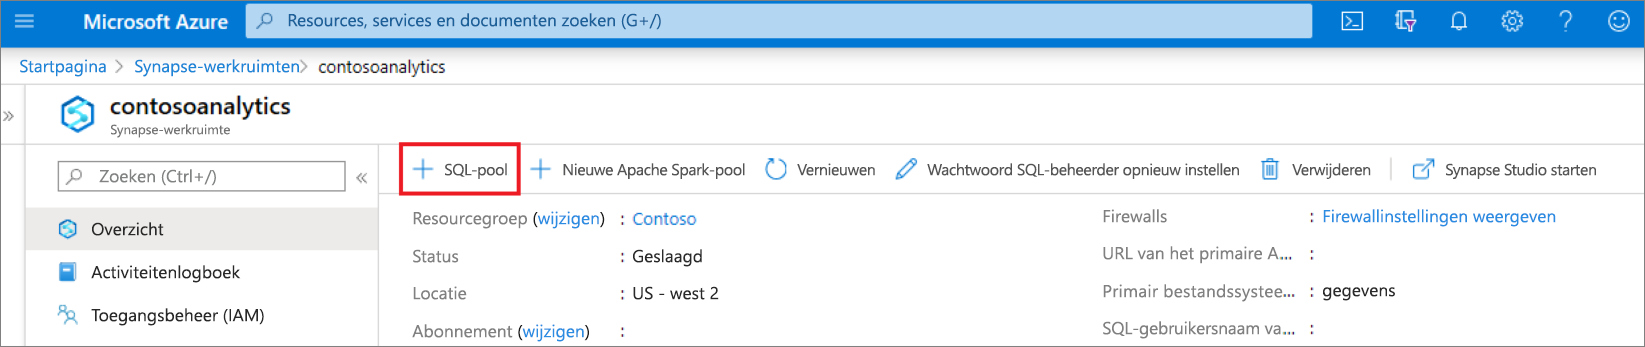 Microsoft Azure
Resources, services en documenten zoeken (G+/)
Startpagina > Synapse-werkruimten> contosoanalytics
»
contosoanalytics
Synapse-werkruimte
Zoeken (Ctrl+/)
«
Overzicht
Activiteitenlogboek
Toegangsbeheer (IAM)
+ SQL-pool + Nieuwe Apache Spark-pool Vernieuwen Wachtwoord SQL-beheerder opnieuw instellen Verwijderen Synapse Studio starten
Resourcegroep (wijzigen) : Contoso
Status : Geslaagd
Locatie : US - west 2
Abonnement (wijzigen) :
Firewalls : Firewallinstellingen weergeven
URL van het primaire A... :
Primair bestandssystee... : gegevens
SQL-gebruikersnaam va... :